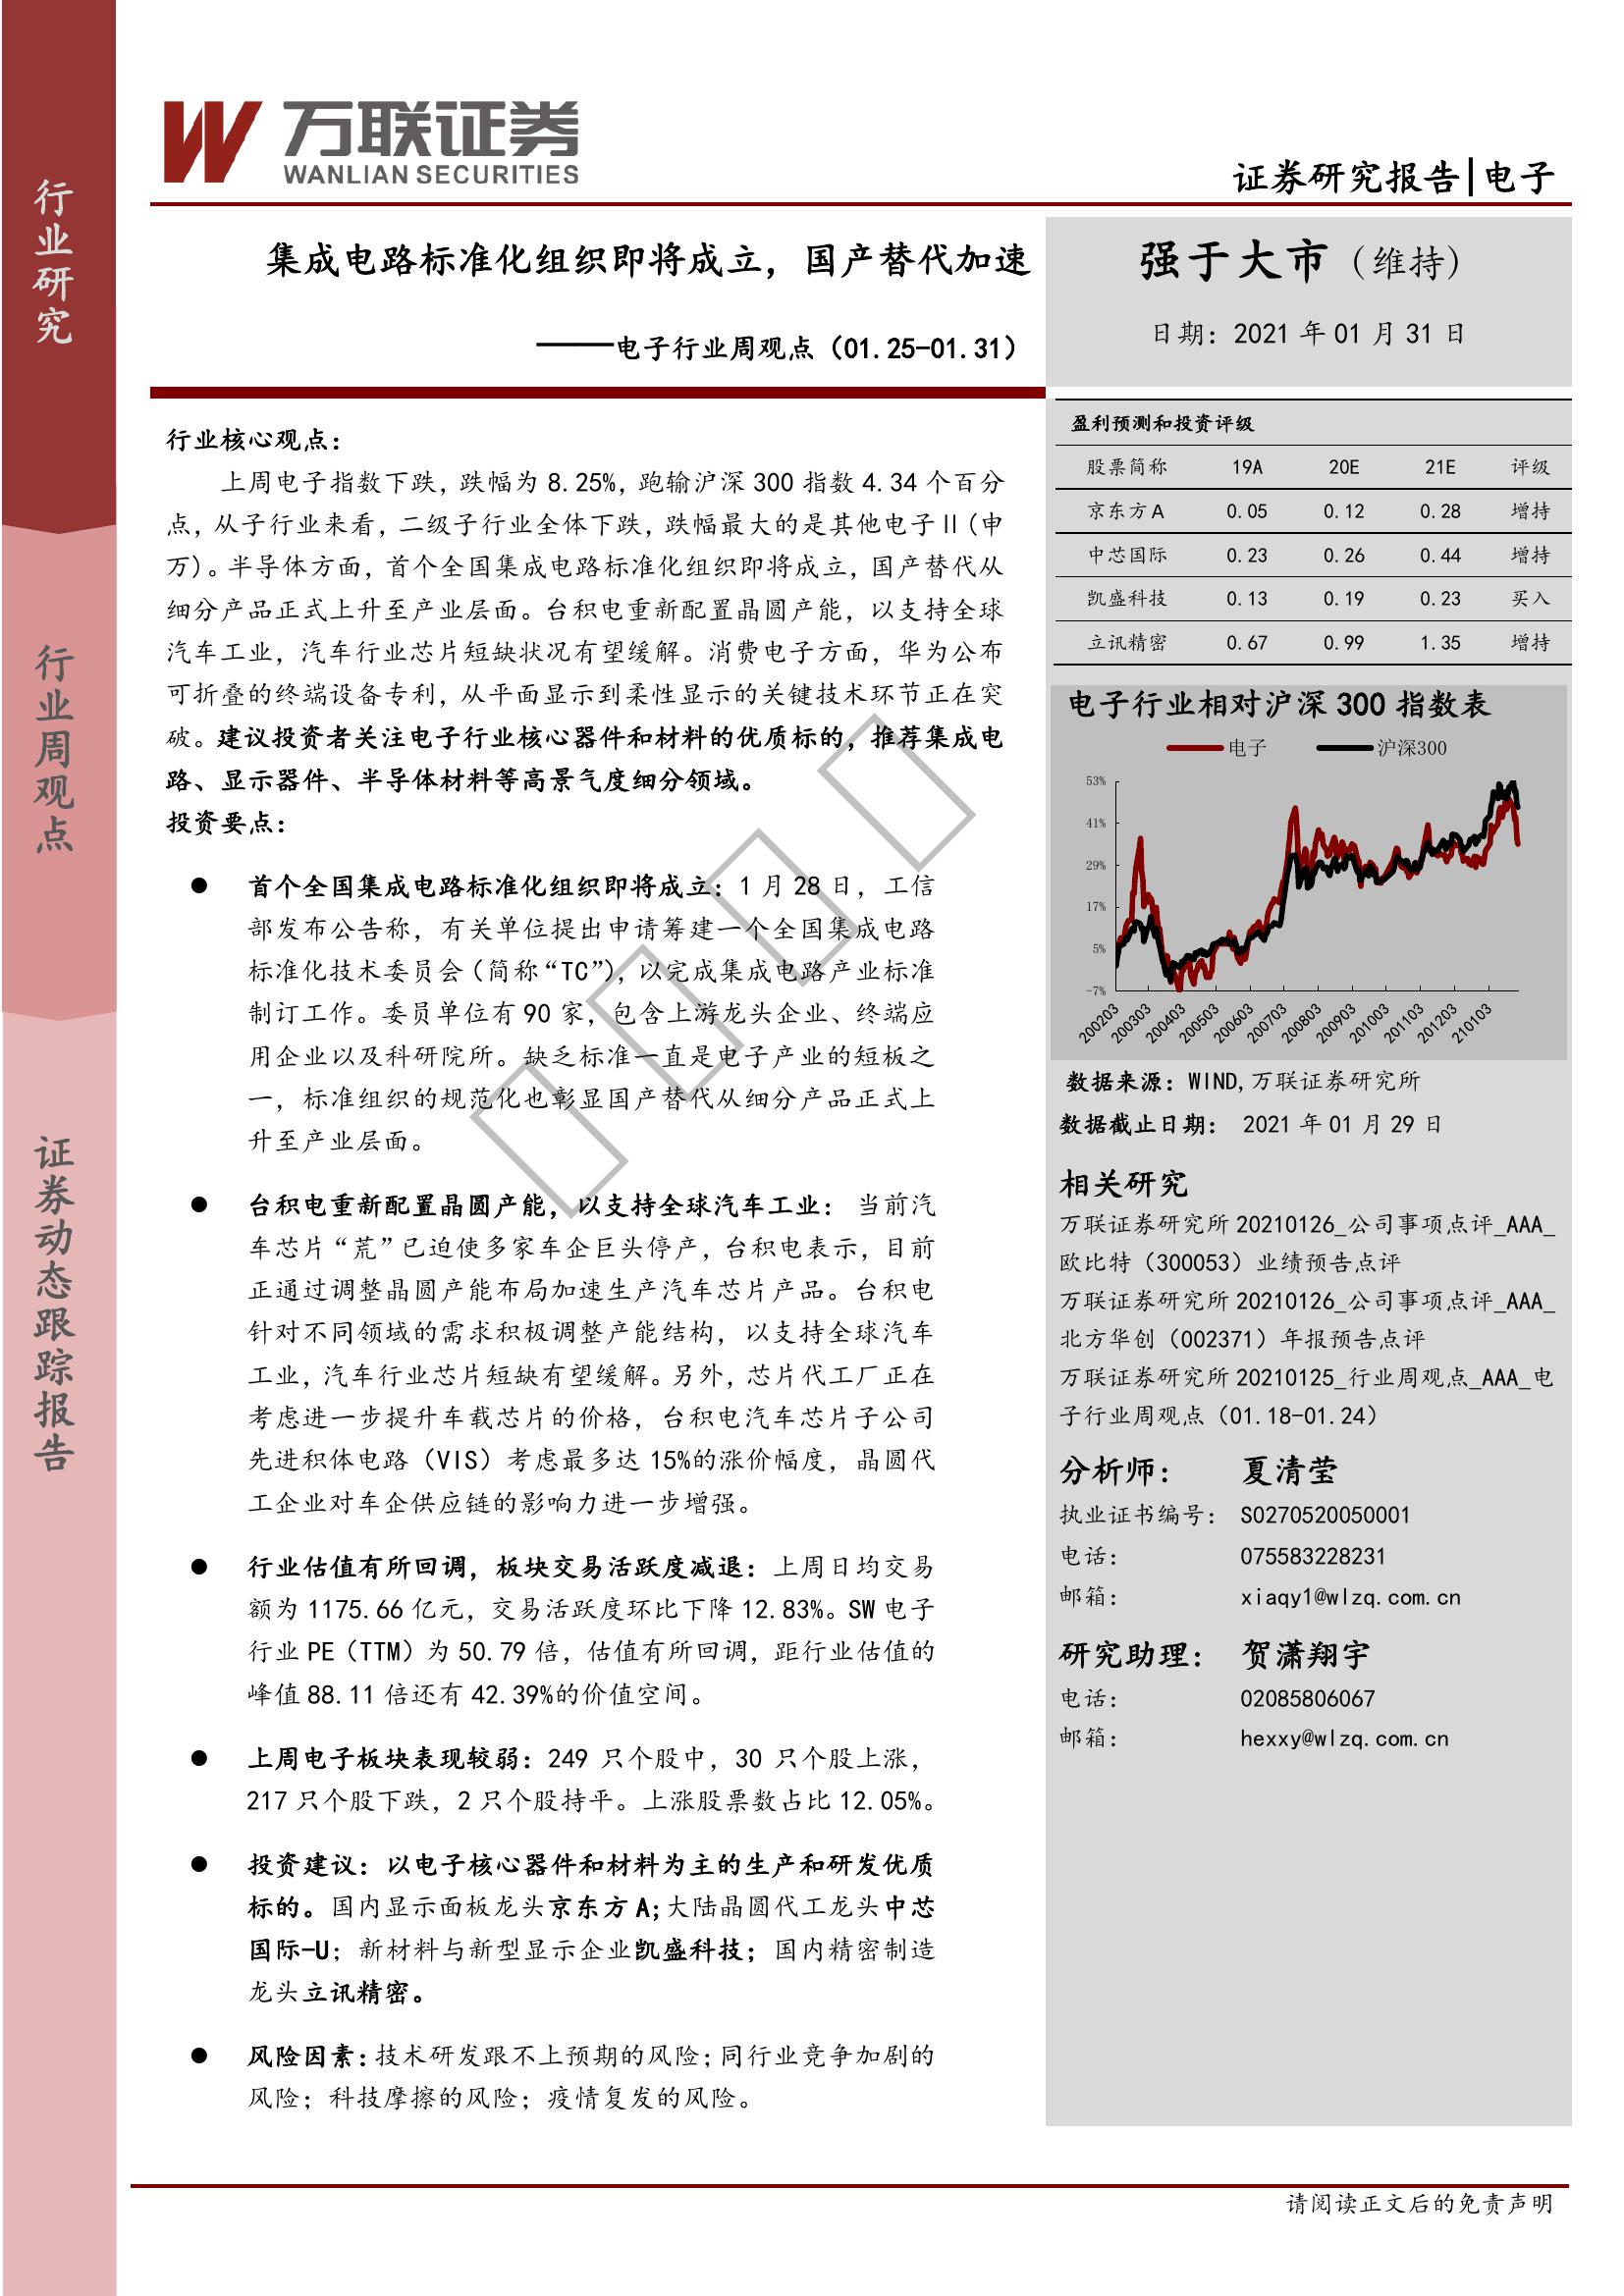 行业研究
行业周观点
证券动态跟踪报告
万联证券
WANLIAN SECURITIES
证券研究报告|电子
集成电路标准化组织即将成立，国产替代加速
——电子行业周观点（01.25-01.31）
强于大市（维持）
日期：2021 年 01 月 31 日
行业核心观点：
上周电子指数下跌，跌幅为 8.25%，跑输沪深 300 指数 4.34 个百分
点，从子行业来看，二级子行业全体下跌，跌幅最大的是其他电子Ⅱ(申
万)。半导体方面，首个全国集成电路标准化组织即将成立，国产替代从
细分产品正式上升至产业层面。台积电重新配置晶圆产能，以支持全球
汽车工业，汽车行业芯片短缺状况有望缓解。消费电子方面，华为公布
可折叠的终端设备专利，从平面显示到柔性显示的关键技术环节正在突
破。建议投资者关注电子行业核心器件和材料的优质标的，推荐集成电
路、显示器件、半导体材料等高景气度细分领域。
投资要点：
● 首个全国集成电路标准化组织即将成立：1 月 28 日，工信
部发布公告称，有关单位提出申请筹建一个全国集成电路
标准化技术委员会（简称“TC”），以完成集成电路产业标准
制订工作。委员单位有 90 家，包含上游龙头企业、终端应
用企业以及科研院所。缺乏标准一直是电子产业的短板之
一，标准组织的规范化也彰显国产替代从细分产品正式上
升至产业层面。
● 台积电重新配置晶圆产能，以支持全球汽车工业： 当前汽
车芯片“荒”已迫使多家车企巨头停产，台积电表示，目前
正通过调整晶圆产能布局加速生产汽车芯片产品。台积电
针对不同领域的需求积极调整产能结构，以支持全球汽车
工业，汽车行业芯片短缺有望缓解。另外，芯片代工厂正在
考虑进一步提升车载芯片的价格，台积电汽车芯片子公司
先进积体电路（VIS）考虑最多达 15%的涨价幅度，晶圆代
工企业对车企供应链的影响力进一步增强。
● 行业估值有所回调，板块交易活跃度减退：上周日均交易
额为 1175.66 亿元，交易活跃度环比下降 12.83%。SW 电子
行业 PE（TTM）为 50.79 倍，估值有所回调，距行业估值的
峰值 88.11 倍还有 42.39%的价值空间。
● 上周电子板块表现较弱：249 只个股中，30 只个股上涨，
217 只个股下跌，2 只个股持平。上涨股票数占比 12.05%。
● 投资建议：以电子核心器件和材料为主的生产和研发优质
标的。国内显示面板龙头京东方 A;大陆晶圆代工龙头中芯
国际-U；新材料与新型显示企业凯盛科技；国内精密制造
龙头立讯精密。
● 风险因素：技术研发跟不上预期的风险；同行业竞争加剧的
风险；科技摩擦的风险；疫情复发的风险。
盈利预测和投资评级
股票简称 19A 20E 21E 评级
京东方A 0.05 0.12 0.28 增持
中芯国际 0.23 0.26 0.44 增持
凯盛科技 0.13 0.19 0.23 买入
立讯精密 0.67 0.99 1.35 增持
电子行业相对沪深 300 指数表
电子 沪深300
53%
41%
29%
17%
5%
-7%
200203 200303 200403 200503 200603 200703 200803 200903 201003 201103 201203 210103
数据来源：WIND,万联证券研究所
数据截止日期： 2021 年 01 月 29 日
相关研究
万联证券研究所 20210126_公司事项点评_AAA_
欧比特（300053）业绩预告点评
万联证券研究所 20210126_公司事项点评_AAA_
北方华创（002371）年报预告点评
万联证券研究所 20210125_行业周观点_AAA_电
子行业周观点（01.18-01.24）
分析师： 夏清莹
执业证书编号： S0270520050001
电话： 075583228231
邮箱： xiaqy1@wlzq.com.cn
研究助理： 贺潇翔宇
电话： 02085806067
邮箱： hexxy@wlzq.com.cn
请阅读正文后的免责声明